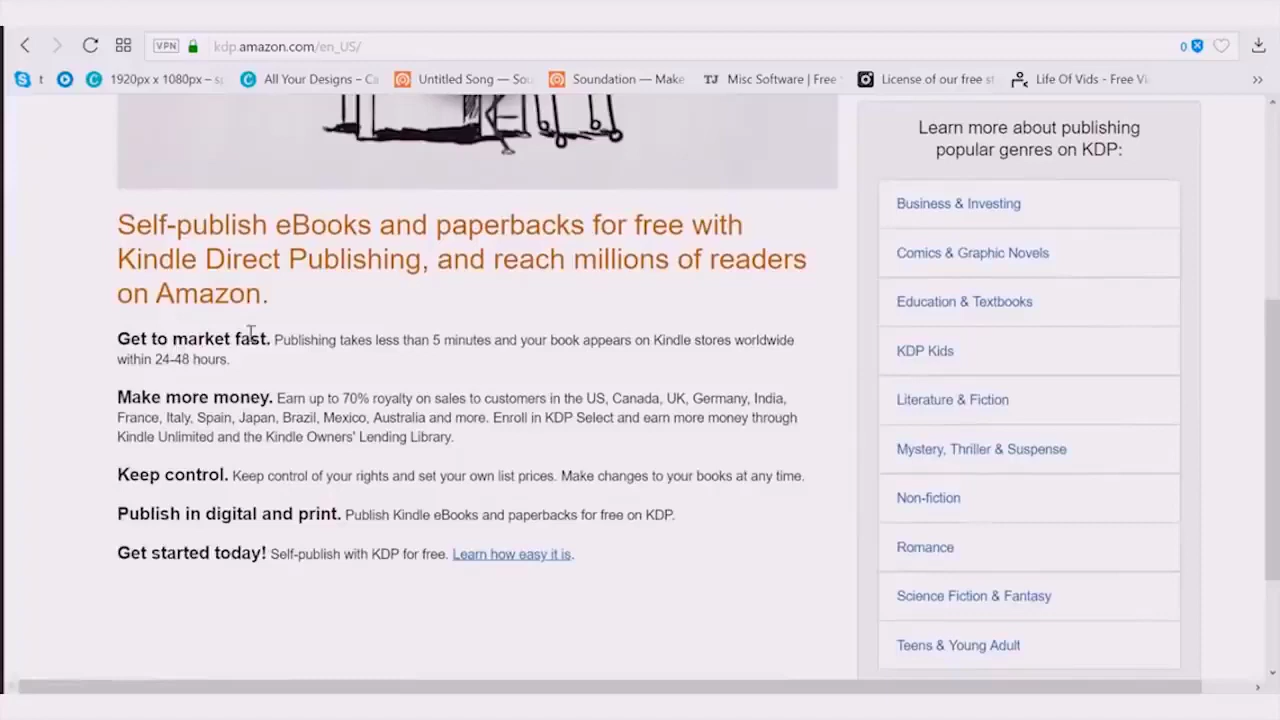 VPN
kdp.amazon.com/en_US/
0
t
1920px x 1080px – s
All Your Designs – Ca
Untitled Song — Sou
Soundation — Make
TJ
Misc Software | Free
License of our free st
Life Of Vids - Free Vi
»
Self-publish eBooks and paperbacks for free with
Kindle Direct Publishing, and reach millions of readers
on Amazon.
Get to market fast. Publishing takes less than 5 minutes and your book appears on Kindle stores worldwide
within 24-48 hours.
Make more money. Earn up to 70% royalty on sales to customers in the US, Canada, UK, Germany, India,
France, Italy, Spain, Japan, Brazil, Mexico, Australia and more. Enroll in KDP Select and earn more money through
Kindle Unlimited and the Kindle Owners' Lending Library.
Keep control. Keep control of your rights and set your own list prices. Make changes to your books at any time.
Publish in digital and print. Publish Kindle eBooks and paperbacks for free on KDP.
Get started today! Self-publish with KDP for free. Learn how easy it is.
Learn more about publishing
popular genres on KDP:
Business & Investing
Comics & Graphic Novels
Education & Textbooks
KDP Kids
Literature & Fiction
Mystery, Thriller & Suspense
Non-fiction
Romance
Science Fiction & Fantasy
Teens & Young Adult